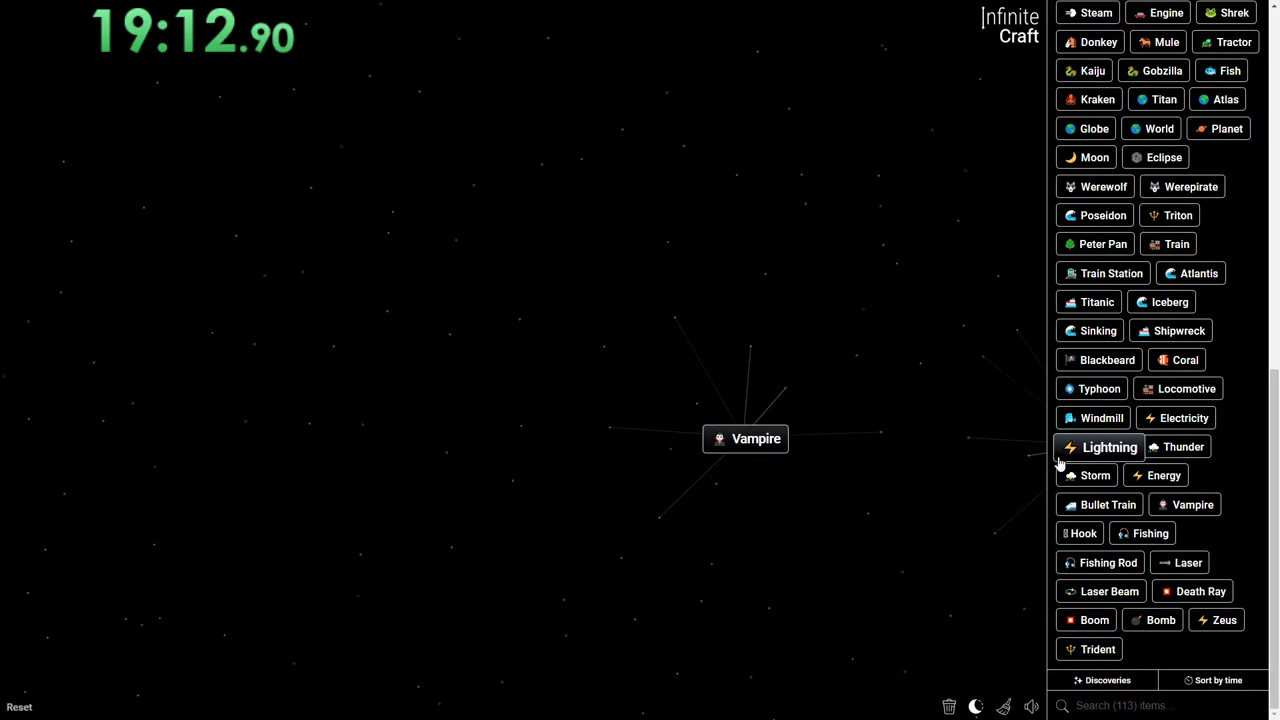 19:12.90
Infinite
Craft
Vampire
Steam Engine Shrek
Donkey Mule Tractor
Kaiju Gobzilla Fish
Kraken Titan Atlas
Globe World Planet
Moon Eclipse
Werewolf Werepirate
Poseidon Triton
Peter Pan Train
Train Station Atlantis
Titanic Iceberg
Sinking Shipwreck
Blackbeard Coral
Typhoon Locomotive
Windmill Electricity
Lightning Thunder
Storm Energy
Bullet Train Vampire
Hook Fishing
Fishing Rod Laser
Laser Beam Death Ray
Boom Bomb Zeus
Trident
Discoveries Sort by time
Search (113) items...
Reset